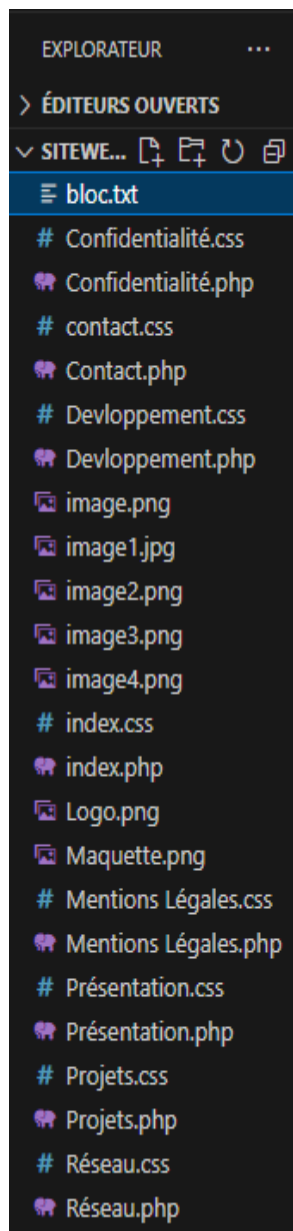 EXPLORATEUR ...
ÉDITEURS OUVERTS
SITEWE...
bloc.txt
Confidentialité.css
Confidentialité.php
contact.css
Contact.php
Devloppement.css
Devloppement.php
image.png
image1.jpg
image2.png
image3.png
image4.png
index.css
index.php
Logo.png
Maquette.png
Mentions Légales.css
Mentions Légales.php
Présentation.css
Présentation.php
Projets.css
Projets.php
Réseau.css
Réseau.php